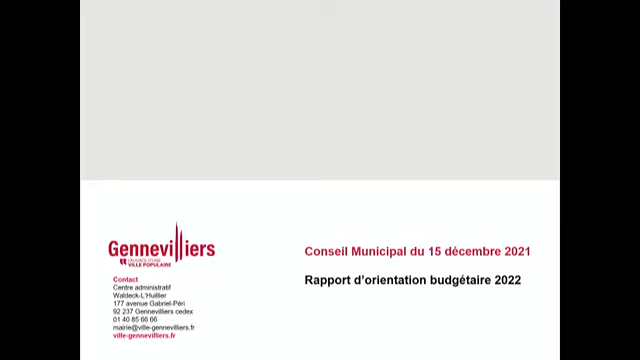 Gennevilliers
L'AUDACE D'UNE
VILLE POPULAIRE
Contact
Centre administratif
Waldeck-L'Huillier
177 avenue Gabriel-Péri
92 237 Gennevilliers cedex
01 40 85 66 66
mairie@ville-gennevilliers.fr
ville-gennevilliers.fr
Conseil Municipal du 15 décembre 2021
Rapport d'orientation budgétaire 2022